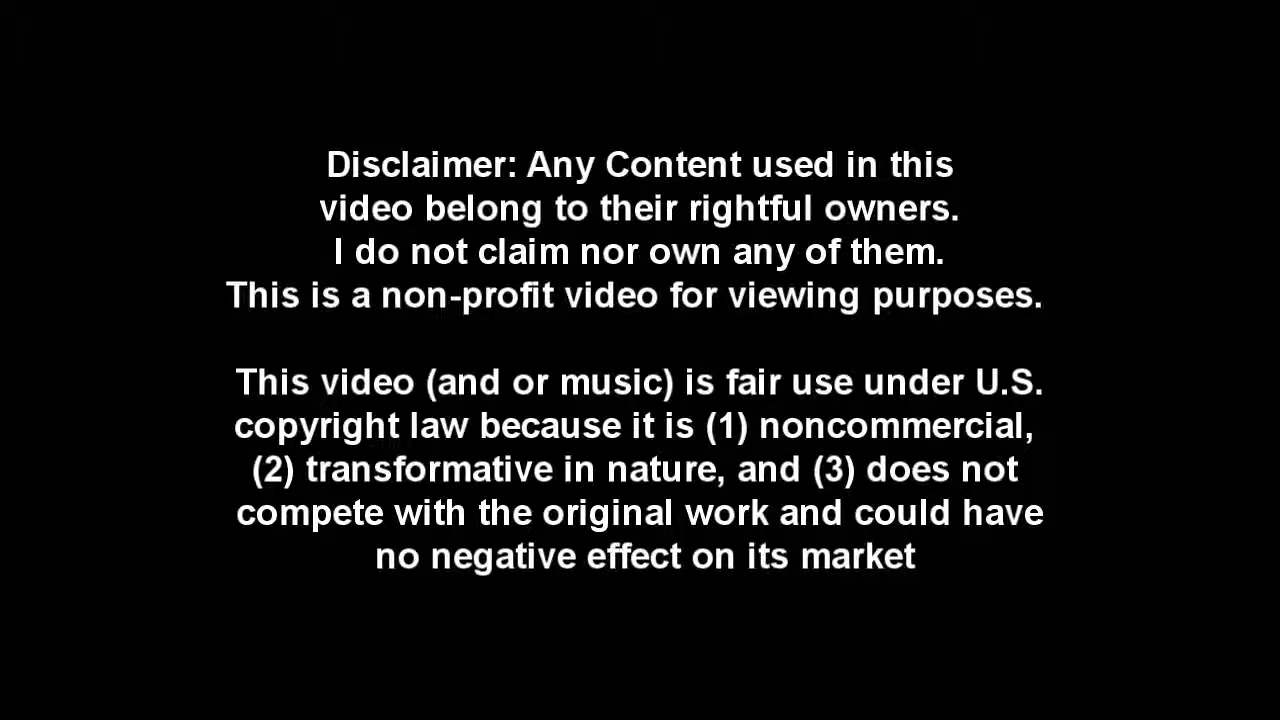 Disclaimer: Any Content used in this
video belong to their rightful owners.
I do not claim nor own any of them.
This is a non-profit video for viewing purposes.
This video (and or music) is fair use under U.S.
copyright law because it is (1) noncommercial,
(2) transformative in nature, and (3) does not
compete with the original work and could have
no negative effect on its market